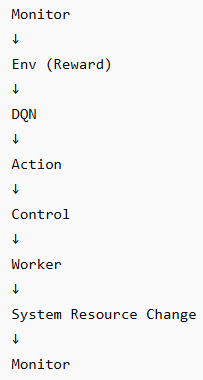 Monitor
↓
Env (Reward)
↓
DQN
↓
Action
↓
Control
↓
Worker
↓
System Resource Change
↓
Monitor